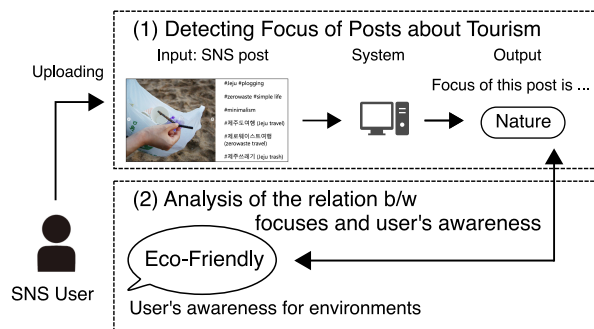 (1) Detecting Focus of Posts about Tourism
Input: SNS post
System
Output
Uploading
#Jeju #plogging
#zerowaste #simple life
#minimalism
#제주도여행 (Jeju travel)
#제로웨이스트여행
(zerowaste travel)
#제주쓰레기 (Jeju trash)
Focus of this post is ...
Nature
(2) Analysis of the relation b/w
focuses and user's awareness
Eco-Friendly
SNS User
User's awareness for environments